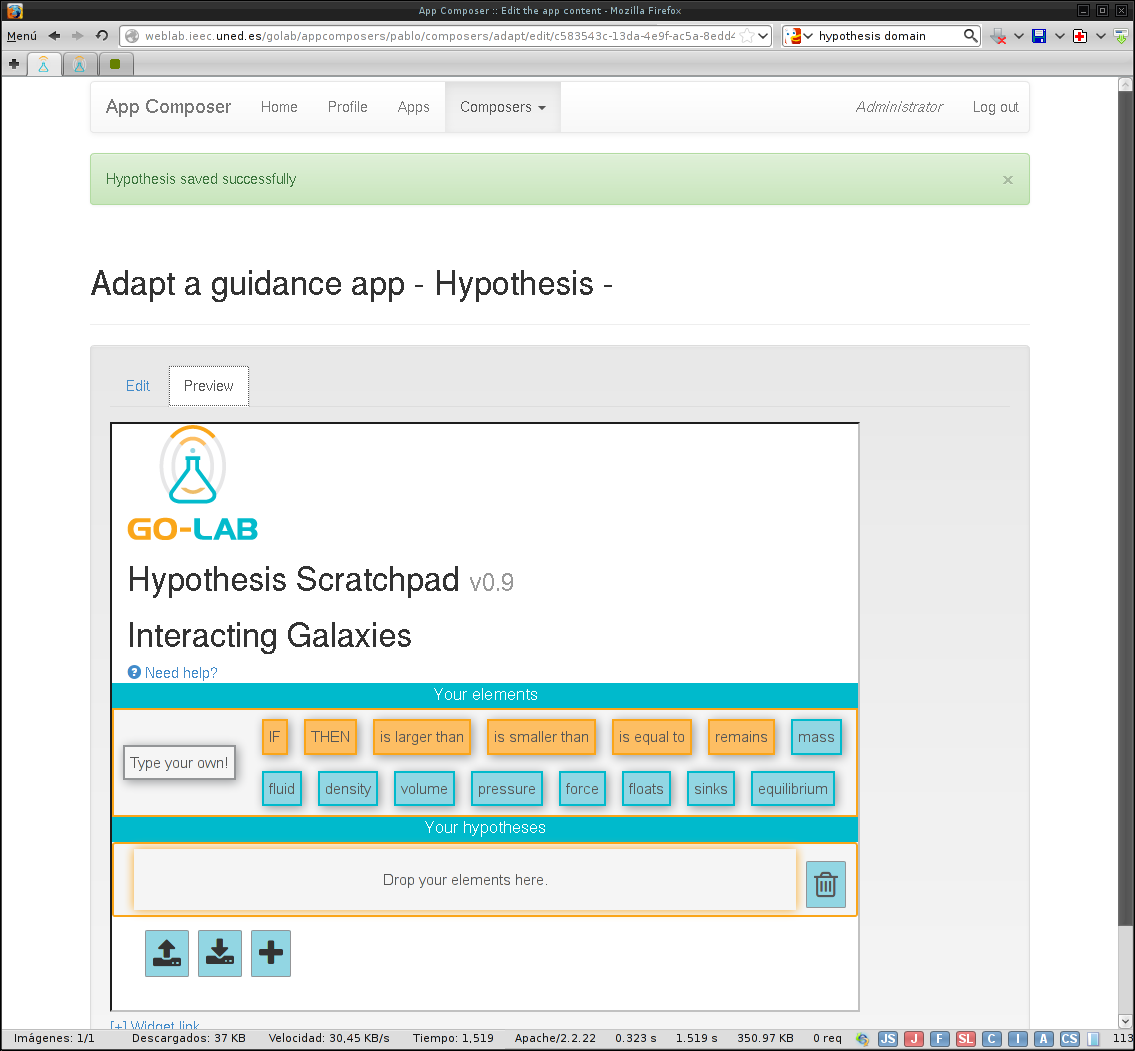 App Composer :: Edit the app content - Mozilla Firefox
Menú weblab.ieec.uned.es/golab/appcomposers/pablo/composers/adapt/edit/c583543c-13da-4e9f-ac5a-8edd4 hypothesis domain
App Composer Home Profile Apps Composers Administrator Log out
Hypothesis saved successfully ×
Adapt a guidance app - Hypothesis -
Edit Preview
GO-LAB
Hypothesis Scratchpad v0.9
Interacting Galaxies
Need help?
Your elements
Type your own!
IF THEN is larger than is smaller than is equal to remains mass
fluid density volume pressure force floats sinks equilibrium
Your hypotheses
Drop your elements here.
[+] Widget link
Imágenes: 1/1 Descargados: 37 KB Velocidad: 30,45 KB/s Tiempo: 1,519 Apache/2.2.22 0.323 s 1.519 s 350.97 KB 0 req JS J F SL C I A CS 113